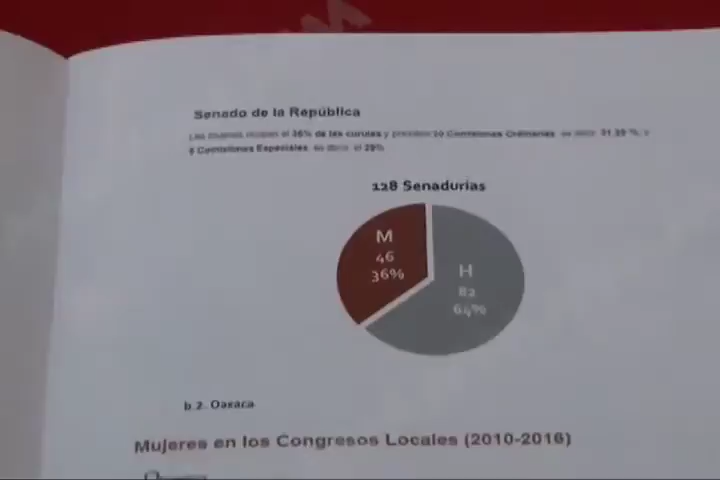 Senado de la República
Las mujeres ocupan el 36% de las curules y presiden 20 Comisiones Ordinarias, es decir, 31.25 %, y
Comisiones Especiales, es decir, el 25%
128 Senadurías
M
46
36%
H
82
64%
b.2. Oaxaca
Mujeres en los Congresos Locales (2010-2016)